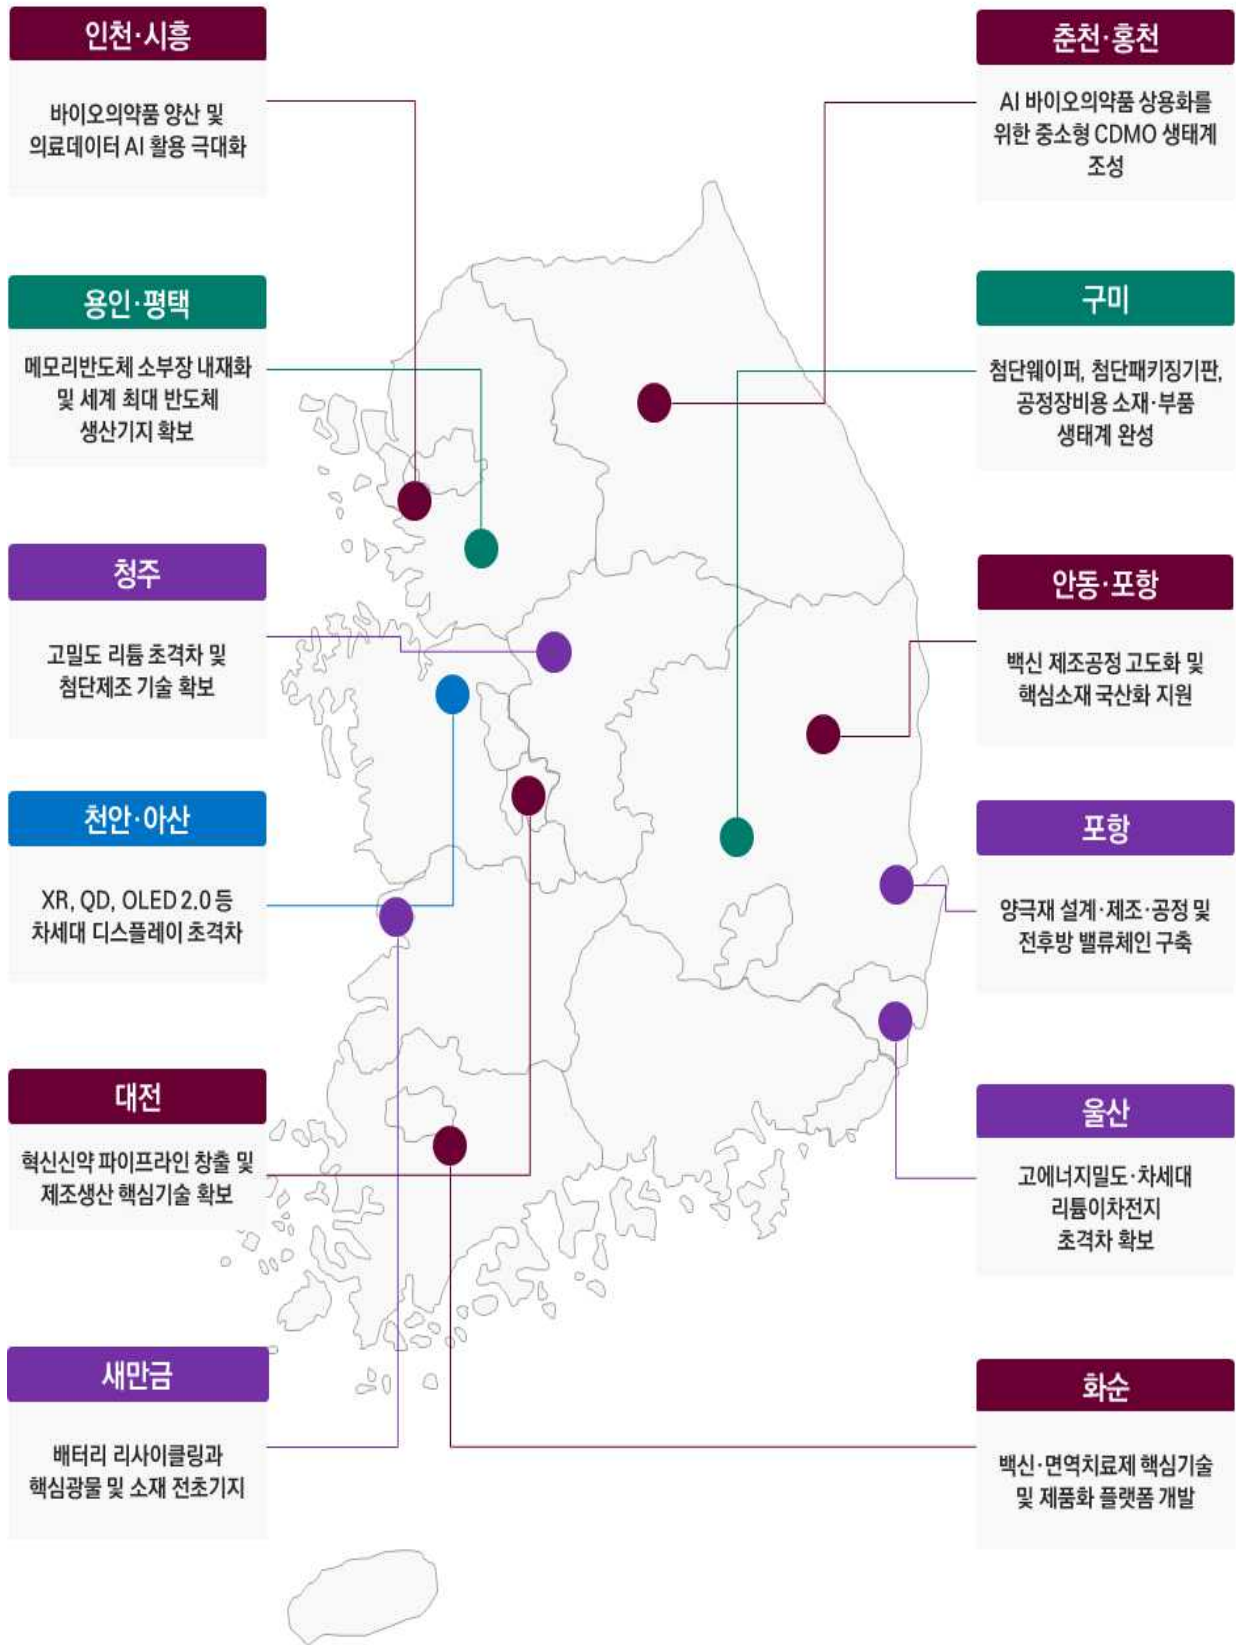 인천·시흥
바이오의약품 양산 및
의료데이터 AI 활용 극대화
용인·평택
메모리반도체 소부장 내재화
및 세계 최대 반도체
생산기지 확보
청주
고밀도 리튬 초격차 및
첨단제조 기술 확보
천안·아산
XR, QD, OLED 2.0 등
차세대 디스플레이 초격차
대전
혁신신약 파이프라인 창출 및
제조생산 핵심기술 확보
새만금
배터리 리사이클링과
핵심광물 및 소재 전초기지
춘천·홍천
AI 바이오의약품 상용화를
위한 중소형 CDMO 생태계
조성
구미
첨단웨이퍼, 첨단패키징기판,
공정장비용 소재·부품
생태계 완성
안동·포항
백신 제조공정 고도화 및
핵심소재 국산화 지원
포항
양극재 설계·제조·공정 및
전후방 밸류체인 구축
울산
고에너지밀도·차세대
리튬이차전지
초격차 확보
화순
백신·면역치료제 핵심기술
및 제품화 플랫폼 개발